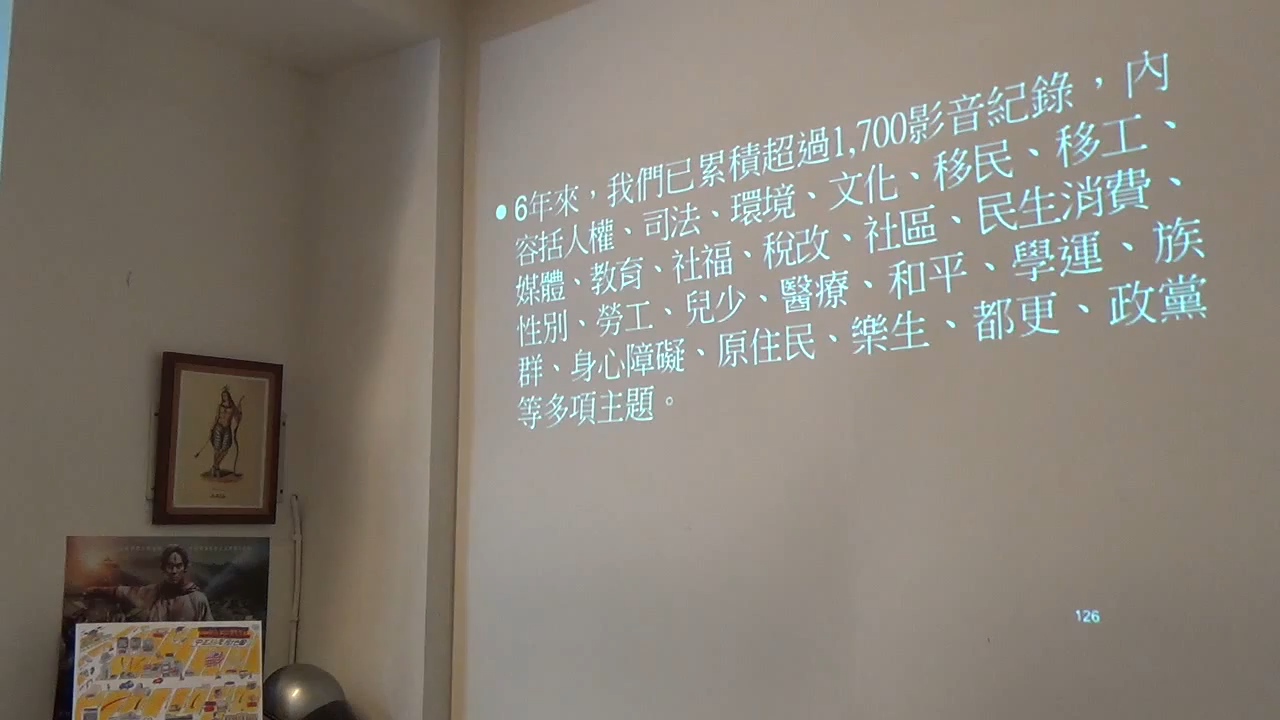 • 6年來，我們已累積超過1,700影音紀錄，內
容括人權、司法、環境、文化、移民、移工、
媒體、教育、社福、稅改、社區、民生消費、
性別、勞工、兒少、醫療、和平、學運、族
群、身心障礙、原住民、樂生、都更、政黨
等多項主題。
126